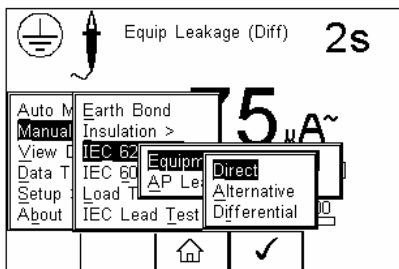 Equip Leakage (Diff) 2s
75 µA~
Auto M
Manual
View D
Data T
Setup
About
Earth Bond
Insulation >
IEC 62
IEC 60
Load T
IEC Lead Test
Equipm
AP Lea
Direct
Alternative
Differential